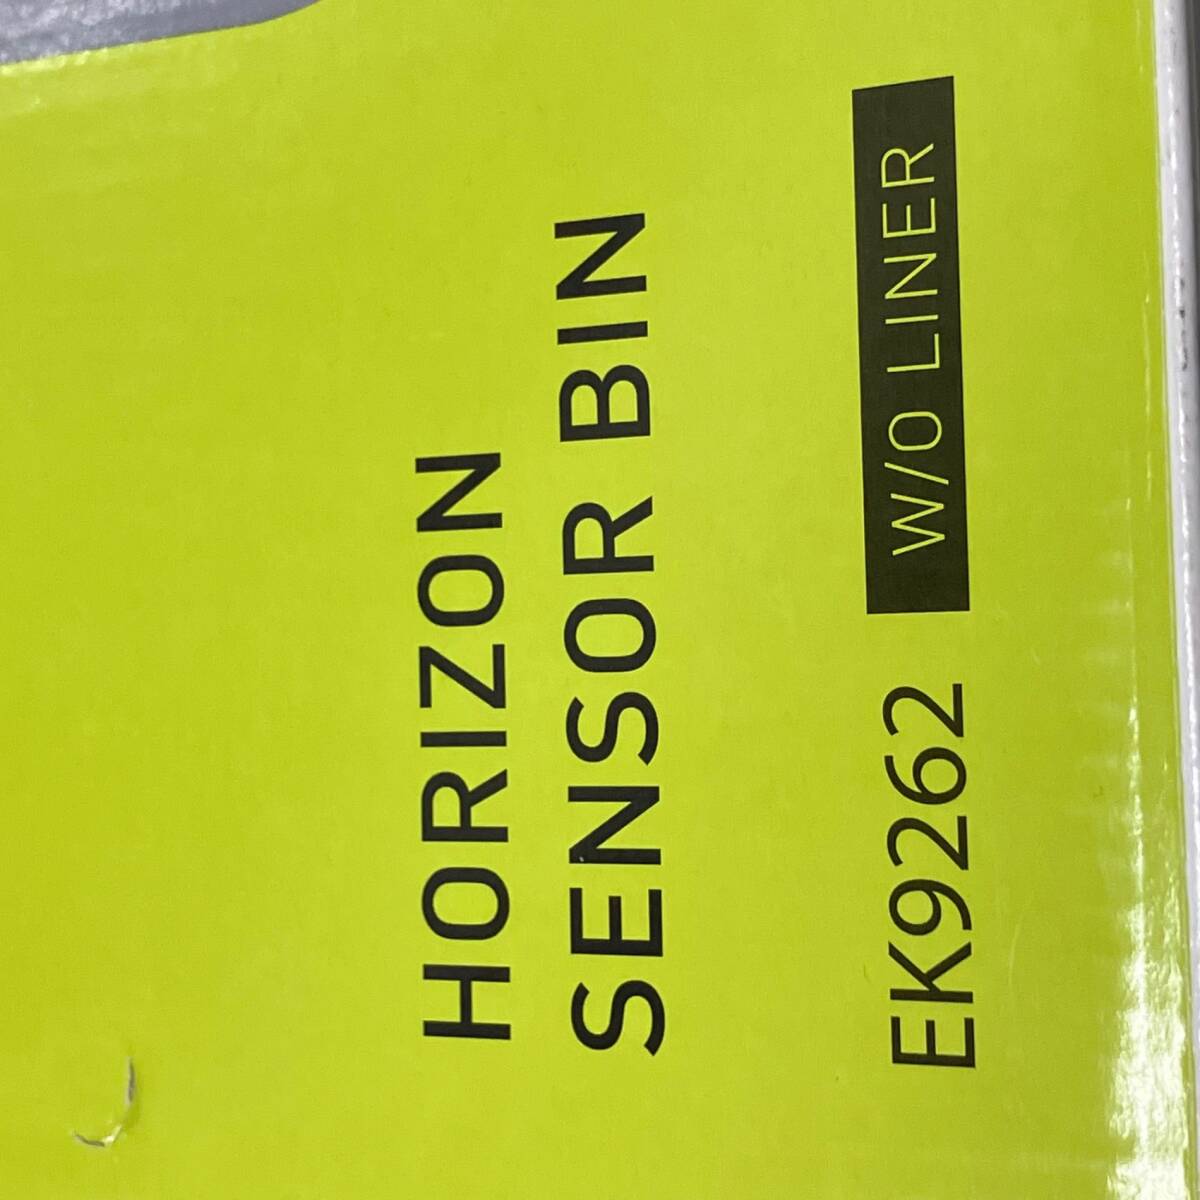 HORIZON
SENSOR BIN
EK9262 W/O LINER